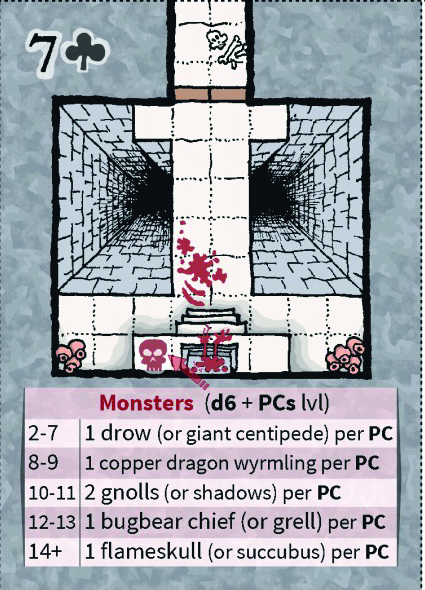 7♣
Monsters (d6 + PCs lvl)
2-7 1 drow (or giant centipede) per PC
8-9 1 copper dragon wyrmling per PC
10-11 2 gnolls (or shadows) per PC
12-13 1 bugbear chief (or grell) per PC
14+ 1 flameskull (or succubus) per PC